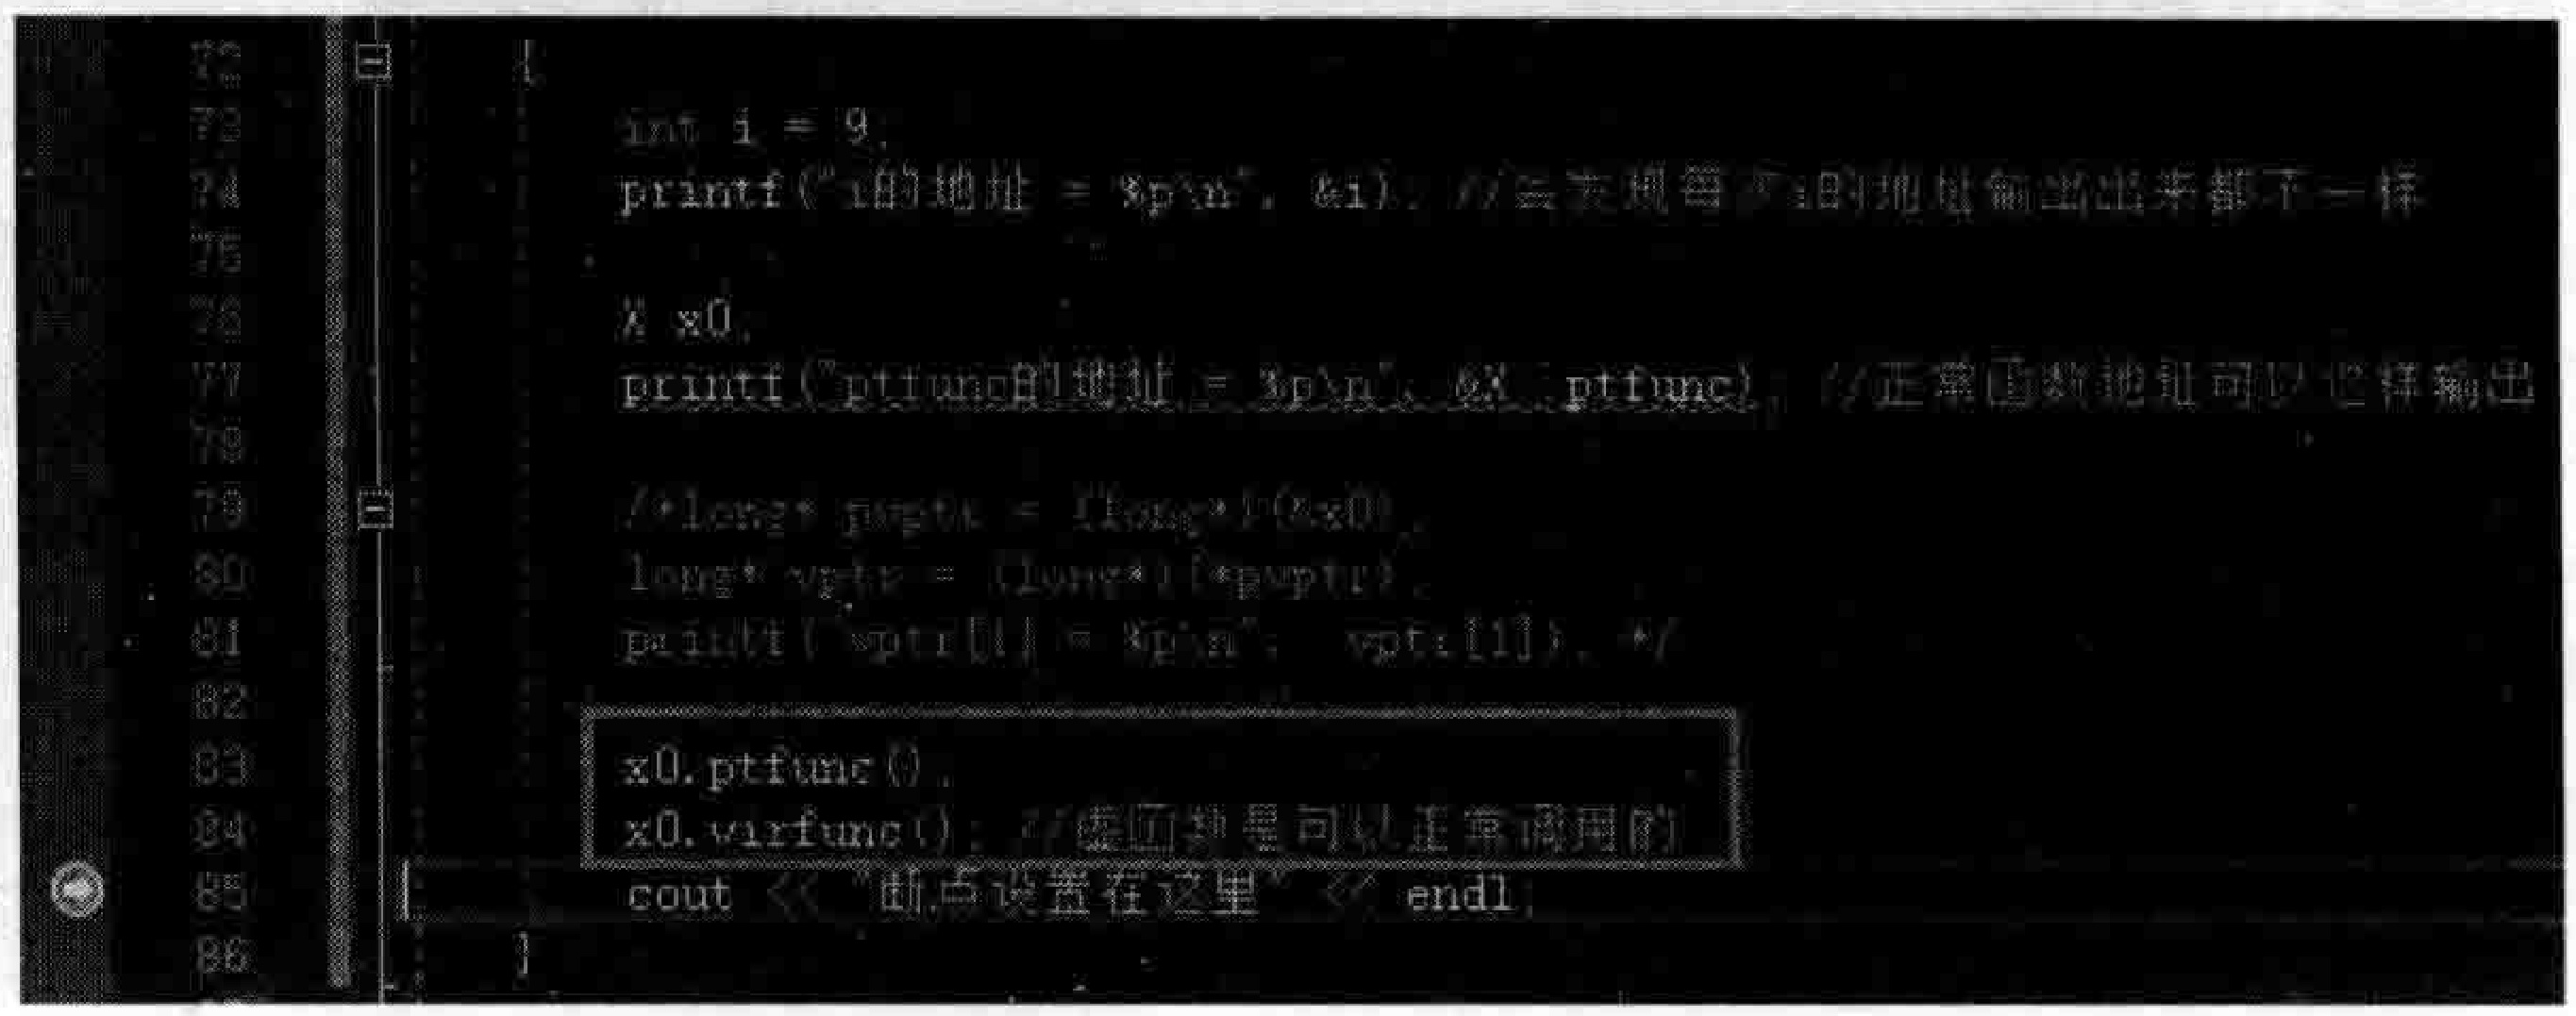 72 {
73 int i = 9;
74 printf("i的地址 = %p\n", &i); //会发现每次i的地址输出出来都不一样
75
76 X x0;
77 printf("ptfunc的地址 = %p\n", &X::ptfunc); //正常函数地址可以 样输出
78
79 /*long* pvptr = (long*)(&x0);
80 long* vptr = (long*)(*pvptr);
81 printf("vptr[1] = %p\n", vptr[1]); */
82
83 x0.ptfunc();
84 x0.virfunc(); //虚函 是可以正常调用的
85 cout << "断点设置在这里" << endl;
86 }